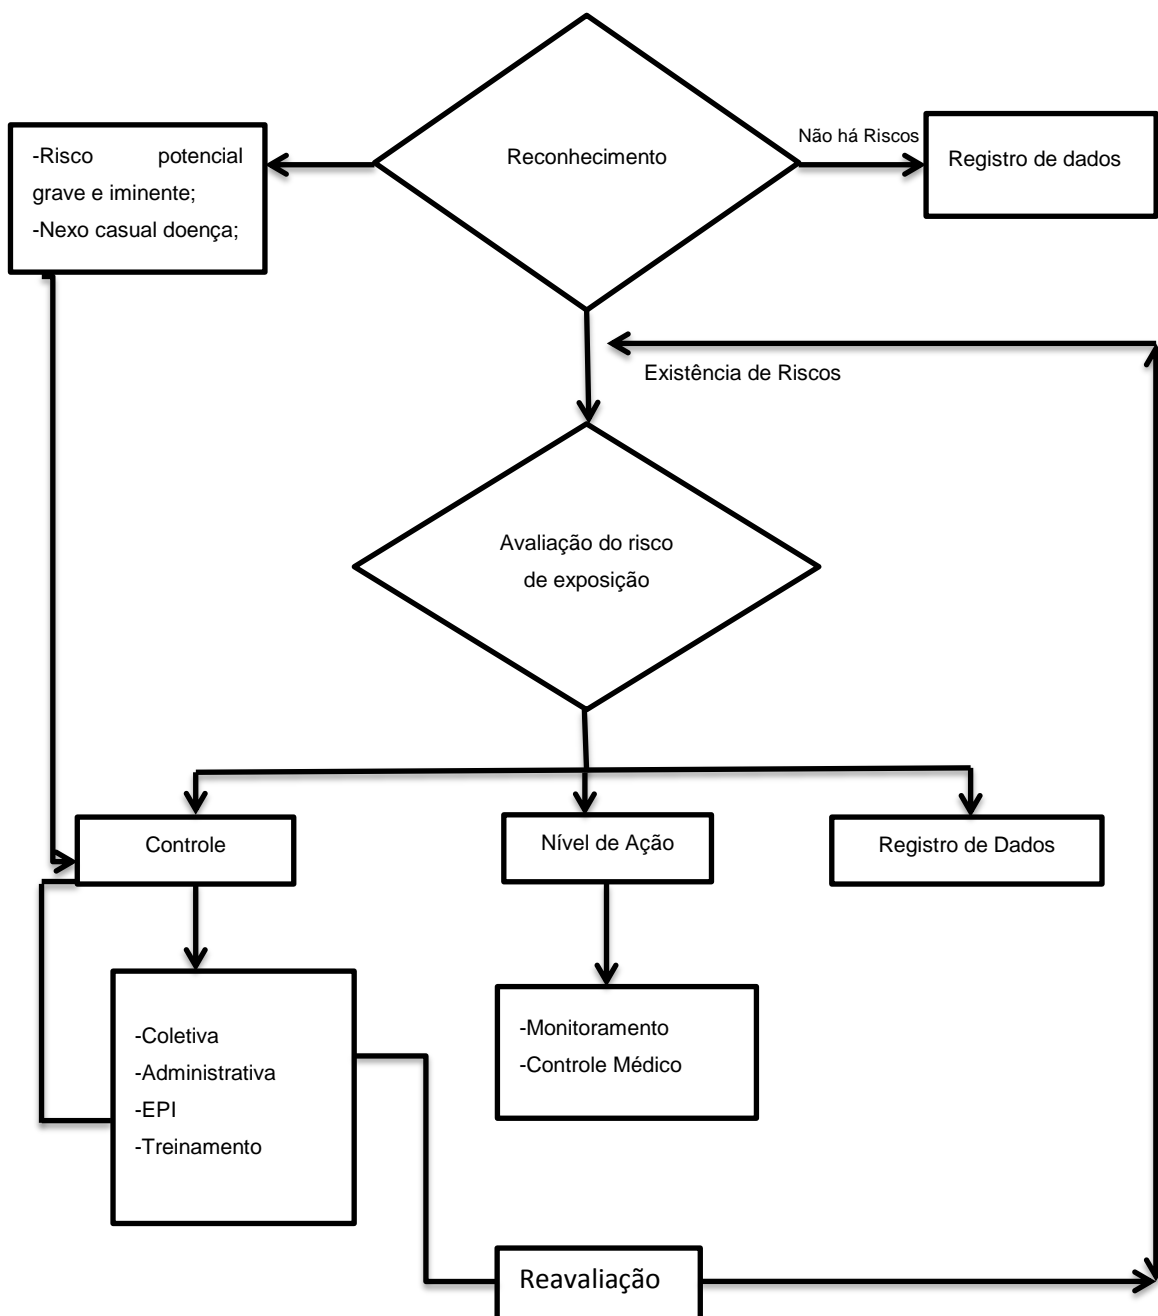 Reconhecimento
Não há Riscos
Registro de dados
-Risco potencial
grave e iminente;
-Nexo casual doença;
Existência de Riscos
Avaliação do risco
de exposição
Controle
Nível de Ação
Registro de Dados
-Coletiva
-Administrativa
-EPI
-Treinamento
-Monitoramento
-Controle Médico
Reavaliação